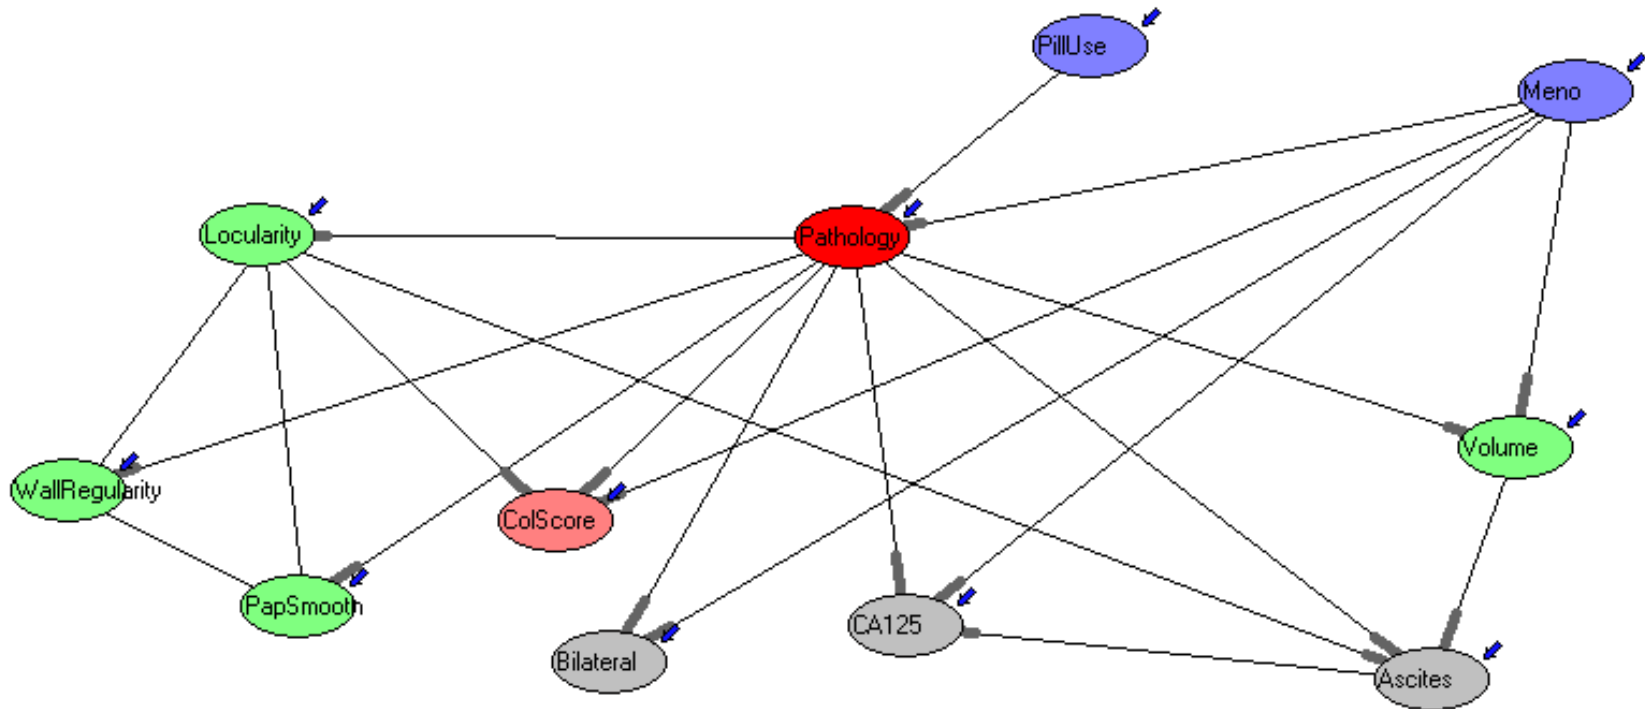 PillUse
Meno
Locularity
Pathology
Volume
WallRegularity
ColScore
PapSmooth
CA125
Bilateral
Ascites